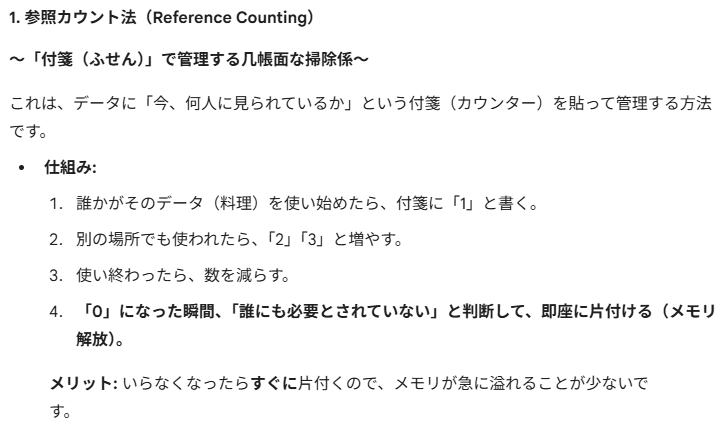 1. 参照カウント法（Reference Counting）
〜「付箋（ふせん）」で管理する几帳面な掃除係〜
これは、データに「今、何人に見られているか」という付箋（カウンター）を貼って管理する方法
です。
• 仕組み:
1. 誰かがそのデータ（料理）を使い始めたら、付箋に「1」と書く。
2. 別の場所でも使われたら、「2」「3」と増やす。
3. 使い終わったら、数を減らす。
4. 「0」になった瞬間、「誰にも必要とされていない」と判断して、即座に片付ける（メモリ
解放）。
メリット: いらなくなったらすぐに片付くので、メモリが急に溢れることが少ないで
す。